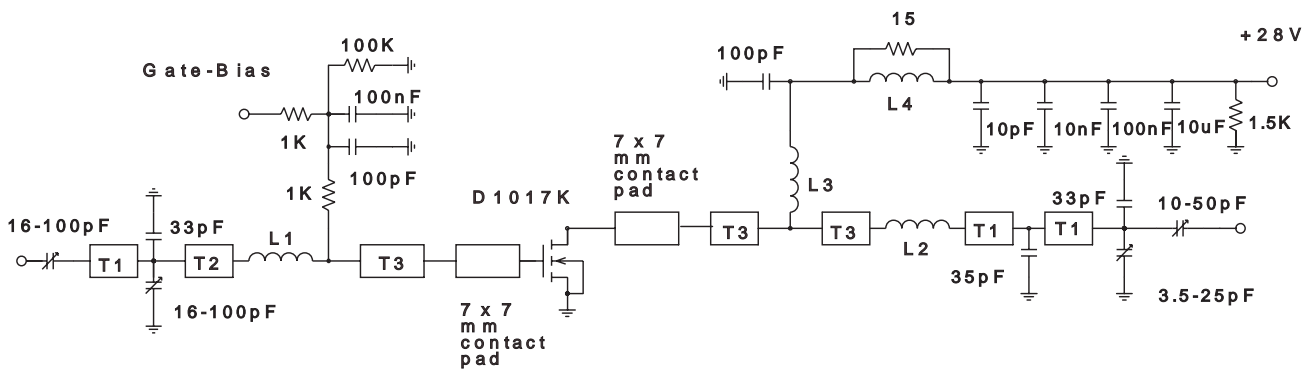 15
+28V
100K
100pF
Gate-Bias
L4
100nF
10pF
10nF
100nF
10uF
1.5K
1K
7 x 7
mm
contact
pad
100pF
1K
L3
D1017K
33pF
10-50pF
16-100pF
33pF
L1
T3
T3
L2
T1
T1
T1
T2
T3
35pF
3.5-25pF
16-100pF
7 x 7
mm
contact
pad